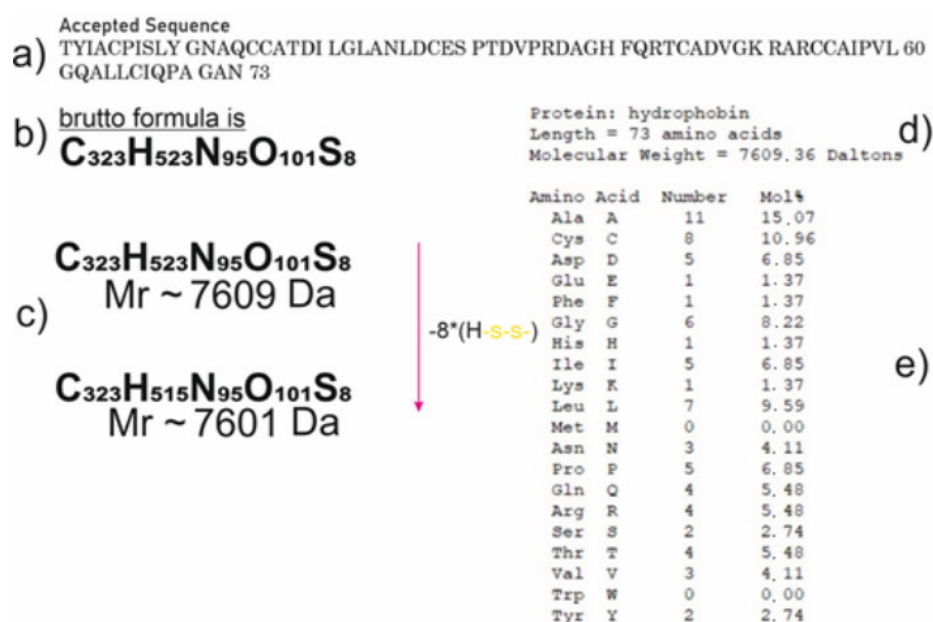 Accepted Sequence
a) TYIACPISLY GNAQCCATDI LGLANLDCES PTDVPRDAGH FQRTCADVGK RARCCAIPVL 60
GQALLCIQPA GAN 73
b) brutto formula is
C₃₂₃H₅₂₃N₉₅O₁₀₁S₈
c)
C₃₂₃H₅₂₃N₉₅O₁₀₁S₈
Mr ~ 7609 Da
-8*(H-S-S-)
C₃₂₃H₅₁₅N₉₅O₁₀₁S₈
Mr ~ 7601 Da
d)
Protein: hydrophobin
Length = 73 amino acids
Molecular Weight = 7609.36 Daltons
e)
Amino Acid Number Mol%
Ala A 11 15.07
Cys C 8 10.96
Asp D 5 6.85
Glu E 1 1.37
Phe F 1 1.37
Gly G 6 8.22
His H 1 1.37
Ile I 5 6.85
Lys K 1 1.37
Leu L 7 9.59
Met M 0 0.00
Asn N 3 4.11
Pro P 5 6.85
Gln Q 4 5.48
Arg R 4 5.48
Ser S 2 2.74
Thr T 4 5.48
Val V 3 4.11
Trp W 0 0.00
Tyr Y 2 2.74